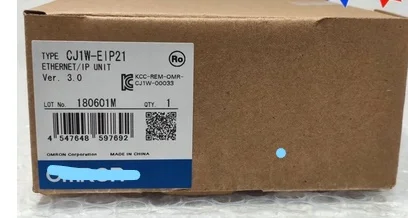 TYPE CJ1W-EIP21
ETHERNET/IP UNIT
Ver. 3.0
Ro
KCC-REM-OMR-
CJ1W-00033
LOT No. 180601M QTY. 1
4 547648 597692
OMRON Corporation MADE IN CHINA